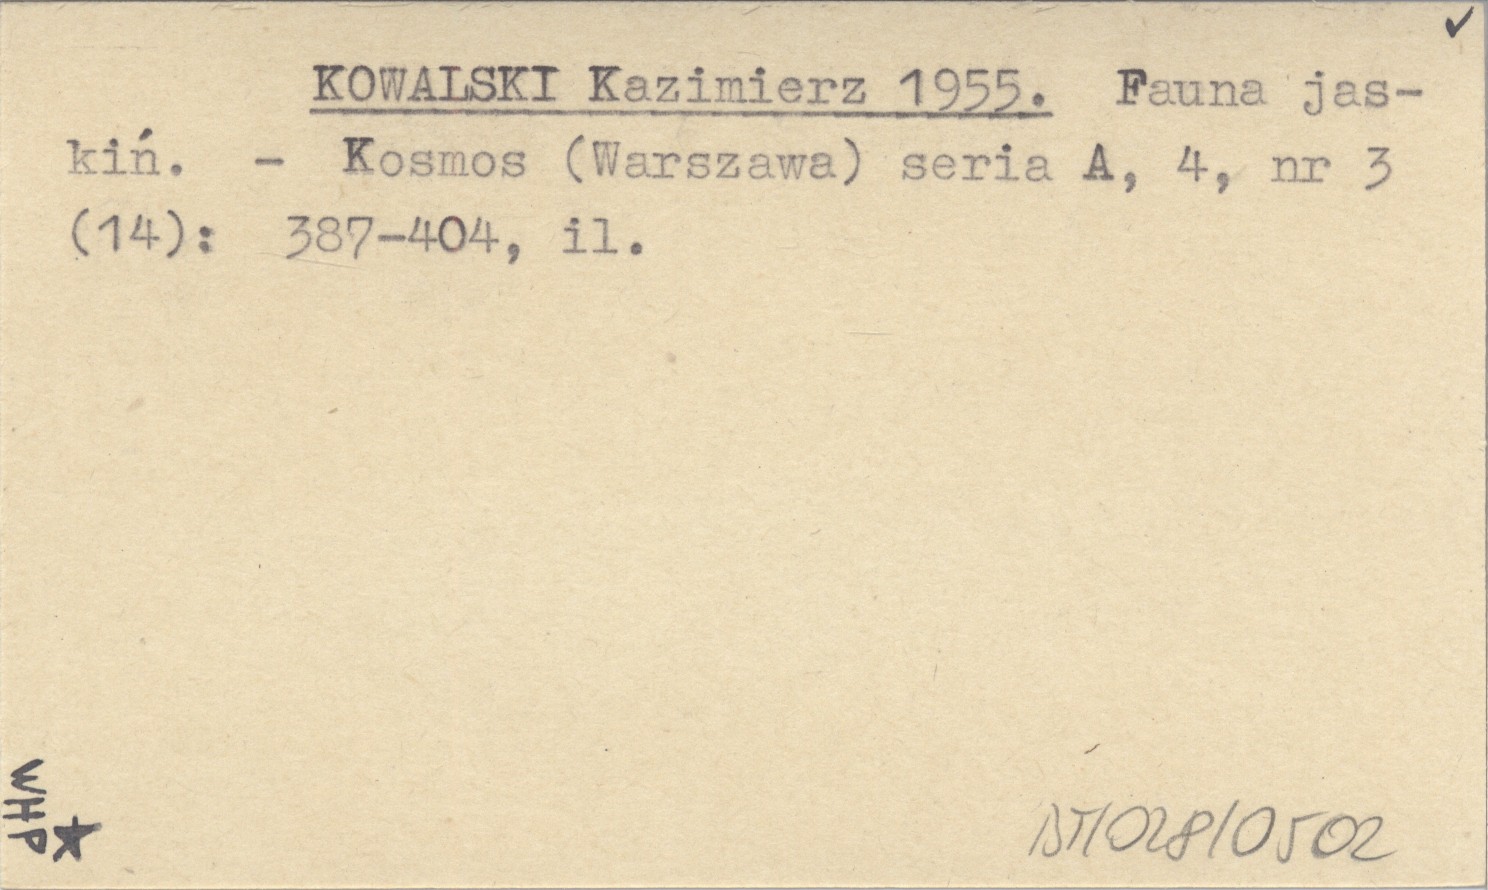 ✓
KOWALSKI Kazimierz 1955. Fauna jas-
kiń. - Kosmos (Warszawa) seria A, 4, nr 3
(14): 387-404, il.
WHP
BT/028/0502